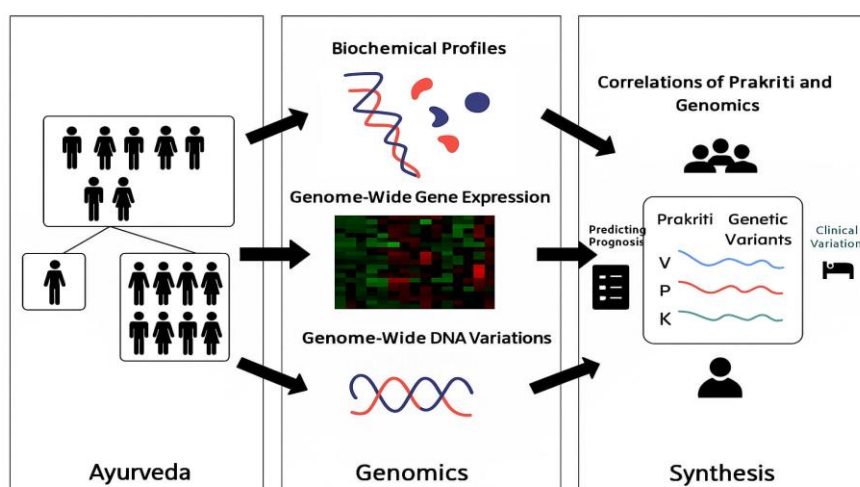 Biochemical Profiles
Genome-Wide Gene Expression
Genome-Wide DNA Variations
Correlations of Prakriti and
Genomics
Predicting
Prognosis
Prakriti Genetic
Variants
V
P
K
Clinical
Variation
Ayurveda
Genomics
Synthesis